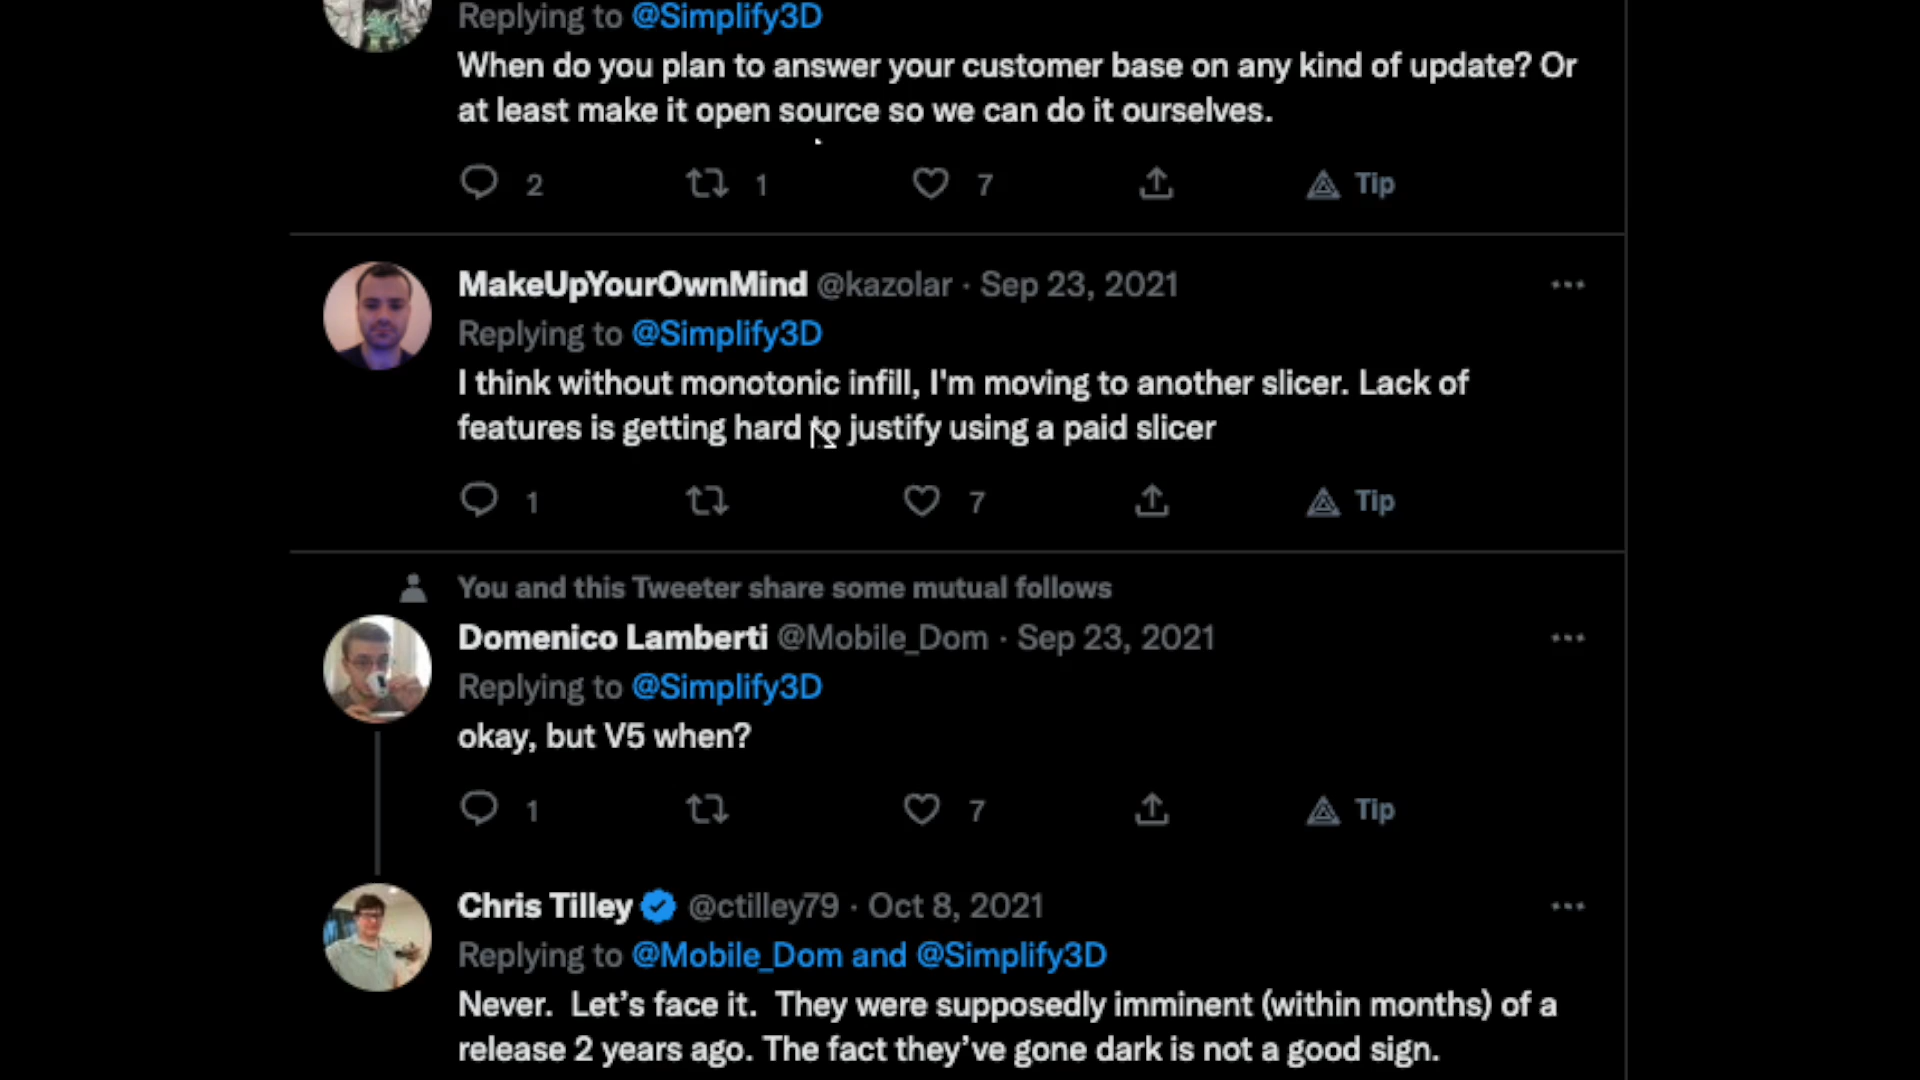 Replying to @Simplify3D
When do you plan to answer your customer base on any kind of update? Or
at least make it open source so we can do it ourselves.
2 1 7 Tip
MakeUpYourOwnMind @kazolar · Sep 23, 2021
Replying to @Simplify3D
I think without monotonic infill, I'm moving to another slicer. Lack of
features is getting hard to justify using a paid slicer
1 7 Tip
You and this Tweeter share some mutual follows
Domenico Lamberti @Mobile_Dom · Sep 23, 2021
Replying to @Simplify3D
okay, but V5 when?
1 7 Tip
Chris Tilley @ctilley79 · Oct 8, 2021
Replying to @Mobile_Dom and @Simplify3D
Never.  Let’s face it.  They were supposedly imminent (within months) of a
release 2 years ago. The fact they’ve gone dark is not a good sign.